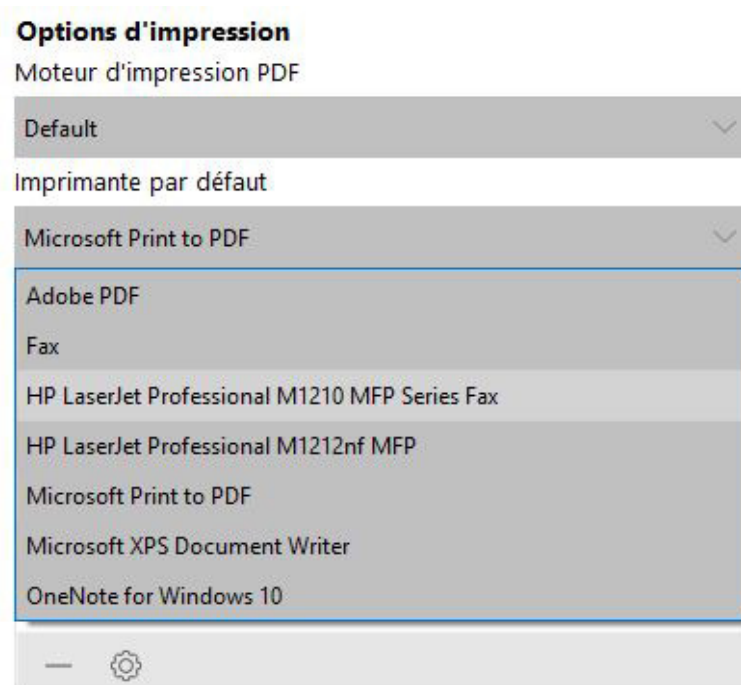 Options d'impression
Moteur d'impression PDF
Default
Imprimante par défaut
Microsoft Print to PDF
Adobe PDF
Fax
HP LaserJet Professional M1210 MFP Series Fax
HP LaserJet Professional M1212nf MFP
Microsoft Print to PDF
Microsoft XPS Document Writer
OneNote for Windows 10